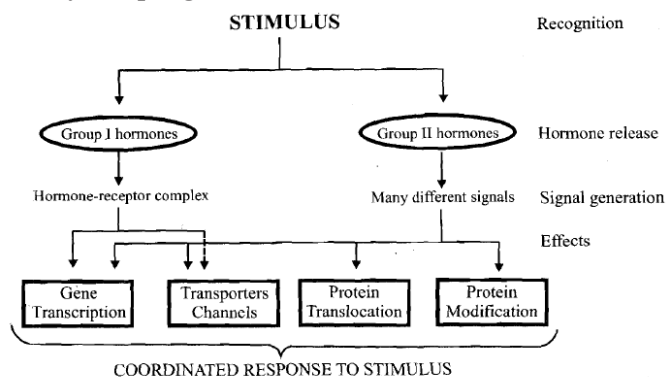 STIMULUS
Recognition
Group I hormones
Group II hormones
Hormone release
Hormone-receptor complex
Many different signals
Signal generation
Effects
Gene
Transcription
Transporters
Channels
Protein
Translocation
Protein
Modification
COORDINATED RESPONSE TO STIMULUS